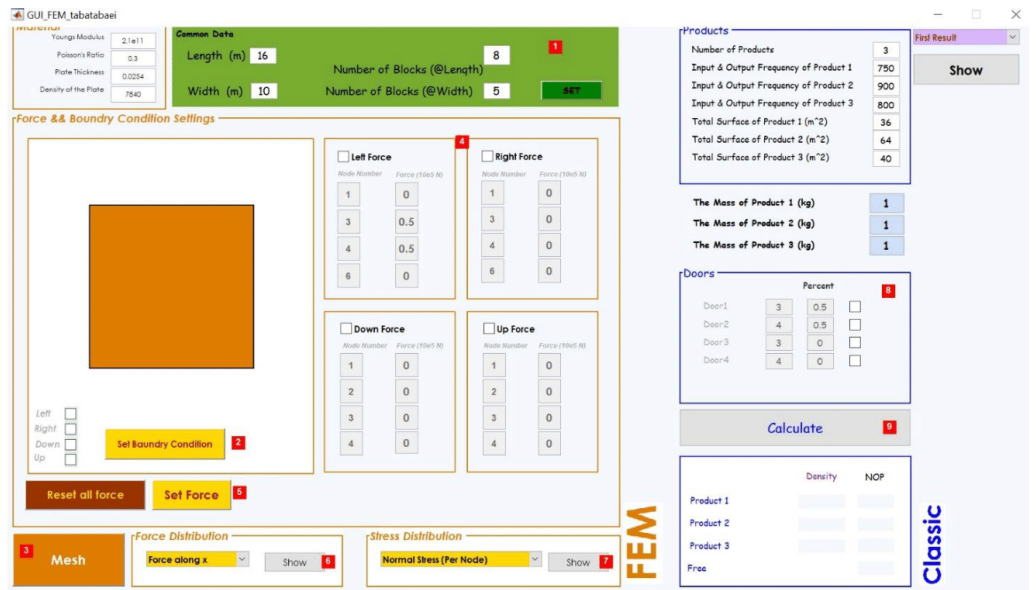 GUI_FEM_tabatabaei
Material
Youngs Modulus 2.1e11
Poisson's Ratio 0.3
Plate Thickness 0.0254
Density of the Plate 7840
Common Data
Length (m) 16
Number of Blocks (@Length) 8
1
Width (m) 10
Number of Blocks (@Width) 5
SET
Force && Boundry Condition Settings
Left
Right
Down
Up
Set Baundry Condition
2
4
Left Force
Node Number Force (10e5 N)
1 0
3 0.5
4 0.5
6 0
Right Force
Node Number Force (10e5 N)
1 0
3 0
4 0
6 0
Down Force
Node Number Force (10e5 N)
1 0
2 0
3 0
4 0
Up Force
Node Number Force (10e5 N)
1 0
2 0
3 0
4 0
Reset all force
Set Force
5
3
Mesh
Force Distribution
Force along x
Show
6
Stress Distribution
Normal Stress (Per Node)
Show
7
FEM
Products
Number of Products 3
Input & Output Frequency of Product 1 750
Input & Output Frequency of Product 2 900
Input & Output Frequency of Product 3 800
Total Surface of Product 1 (m^2) 36
Total Surface of Product 2 (m^2) 64
Total Surface of Product 3 (m^2) 40
The Mass of Product 1 (kg) 1
The Mass of Product 2 (kg) 1
The Mass of Product 3 (kg) 1
Doors
Percent
8
Door1 3 0.5
Door2 4 0.5
Door3 3 0
Door4 4 0
Calculate
9
Density NOP
Product 1
Product 2
Product 3
Free
Classic
First Result
Show